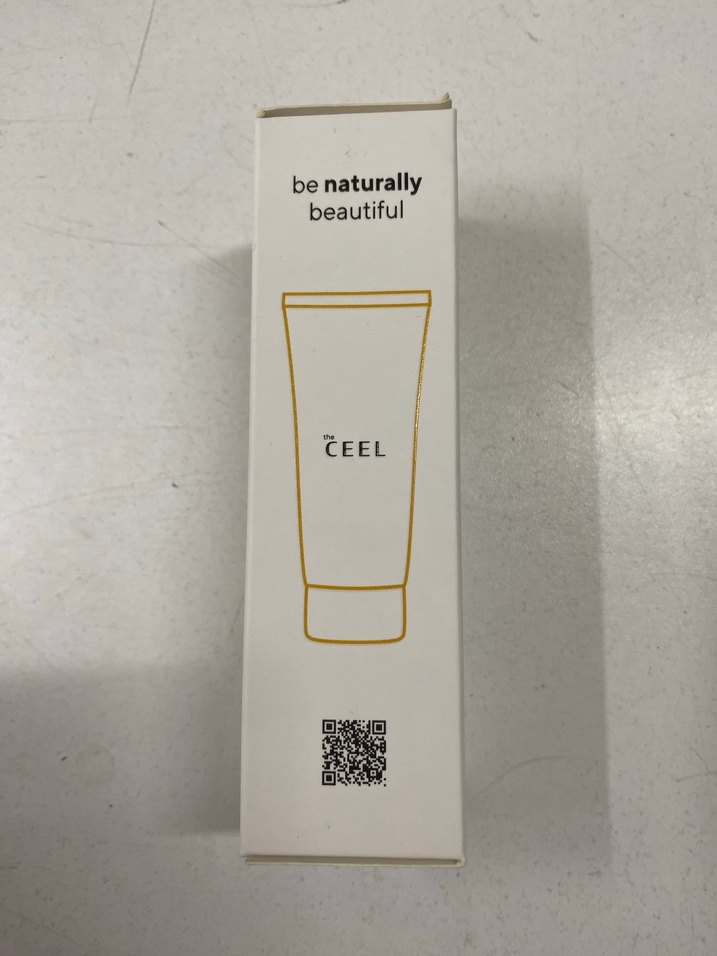 be naturally
beautiful
the
CEEL